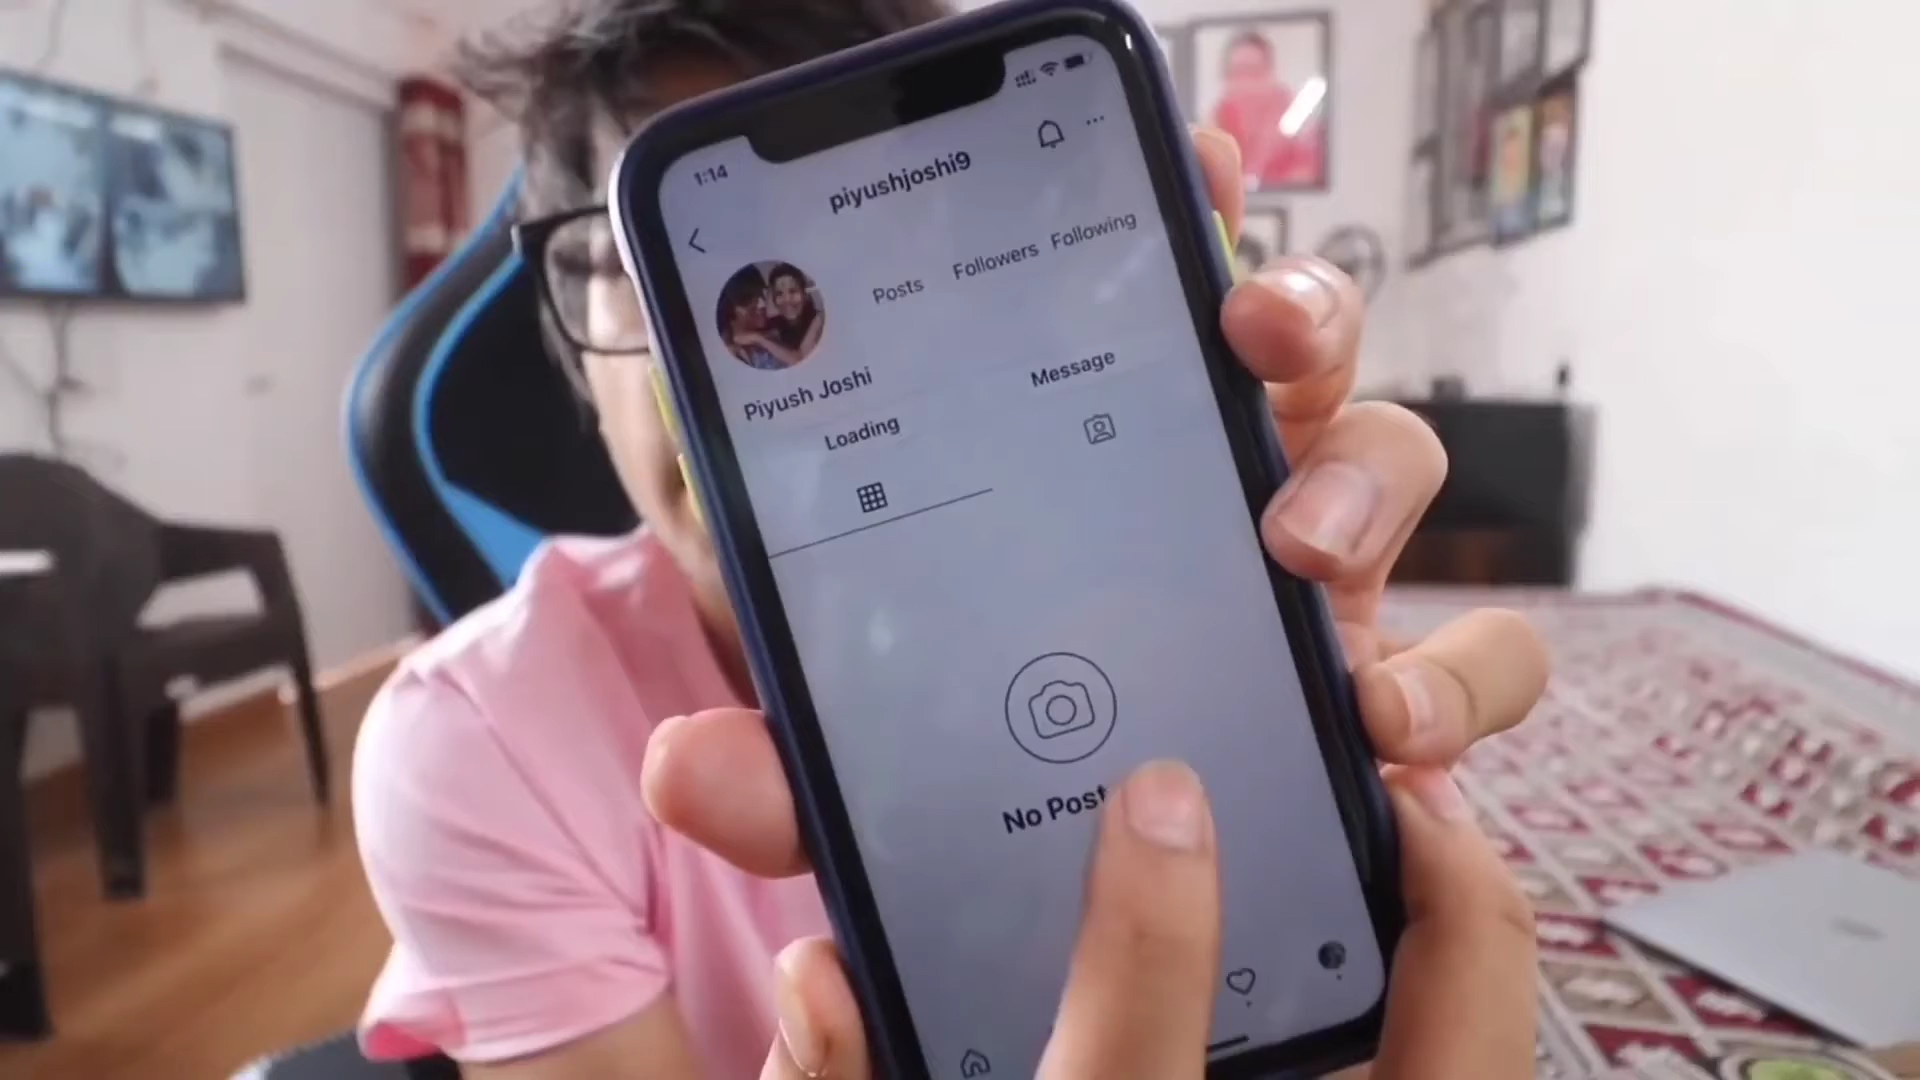 1:14
piyushjoshi9
Posts Followers Following
Piyush Joshi
Loading Message
No Post